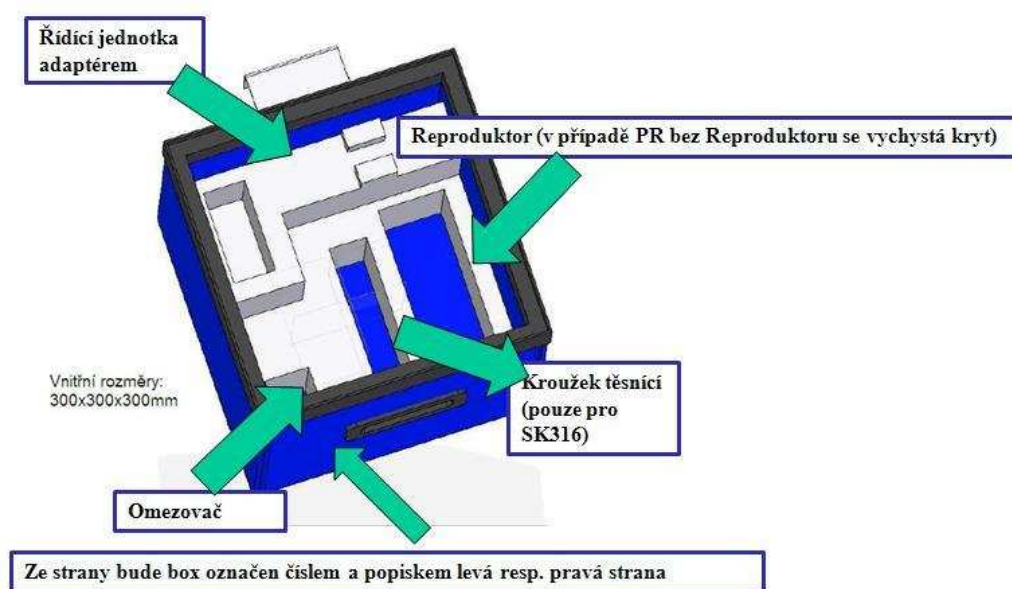 Řídící jednotka
adaptérem
Reproduktor (v případě PR bez Reproduktoru se vychystá kryt)
Vnitřní rozměry:
300x300x300mm
Kroužek těsnící
(pouze pro
SK316)
Omezovač
Ze strany bude box označen číslem a popiskem levá resp. pravá strana